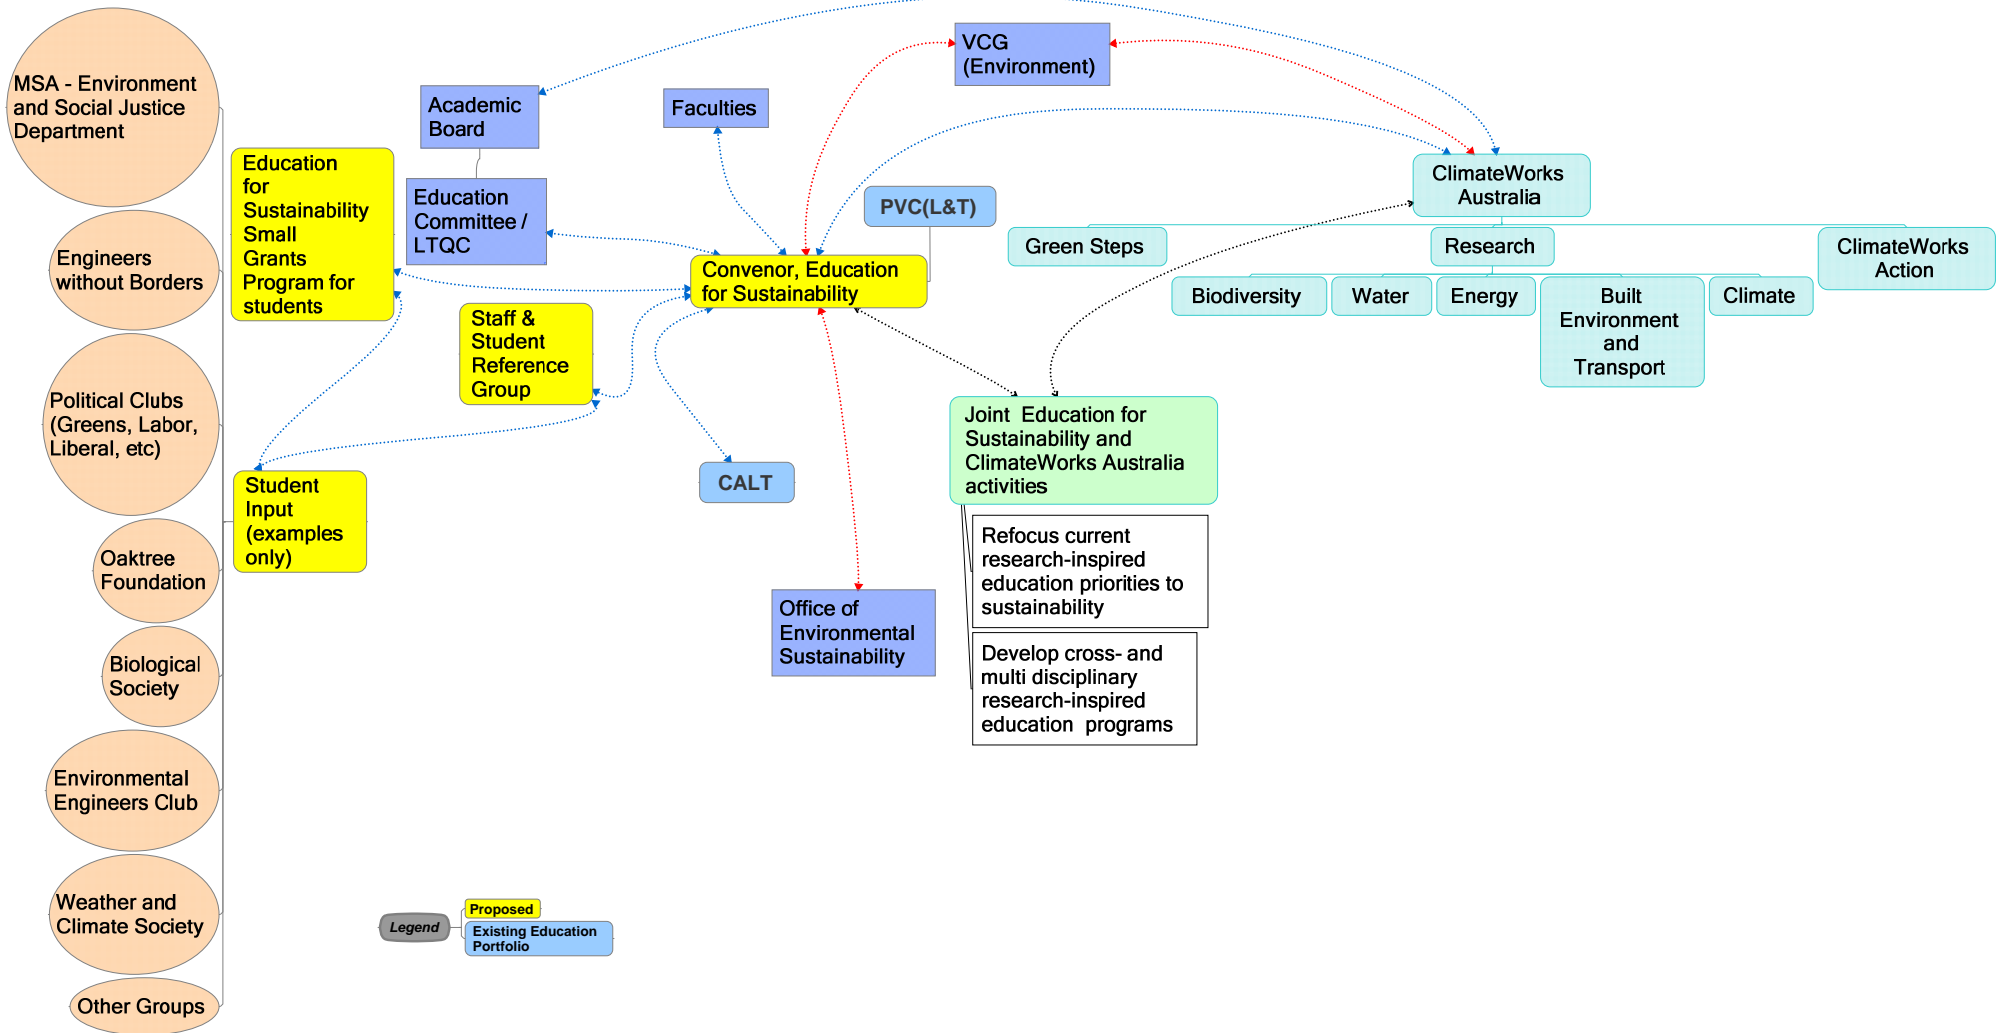 MSA - Environment
and Social Justice
Department
Engineers
without Borders
Political Clubs
(Greens, Labor,
Liberal, etc)
Oaktree
Foundation
Biological
Society
Environmental
Engineers Club
Weather and
Climate Society
Other Groups
Education
for
Sustainability
Small
Grants
Program for
students
Student
Input
(examples
only)
Academic
Board
Education
Committee /
LTQC
Staff &
Student
Reference
Group
Faculties
VCG
(Environment)
PVC(L&T)
Convenor, Education
for Sustainability
CALT
Office of
Environmental
Sustainability
ClimateWorks
Australia
Green Steps
Research
ClimateWorks
Action
Biodiversity
Water
Energy
Built
Environment
and
Transport
Climate
Joint  Education for
Sustainability and
ClimateWorks Australia
activities
Refocus current
research-inspired
education priorities to
sustainability
Develop cross- and
multi disciplinary
research-inspired
education  programs
Legend
Proposed
Existing Education
Portfolio